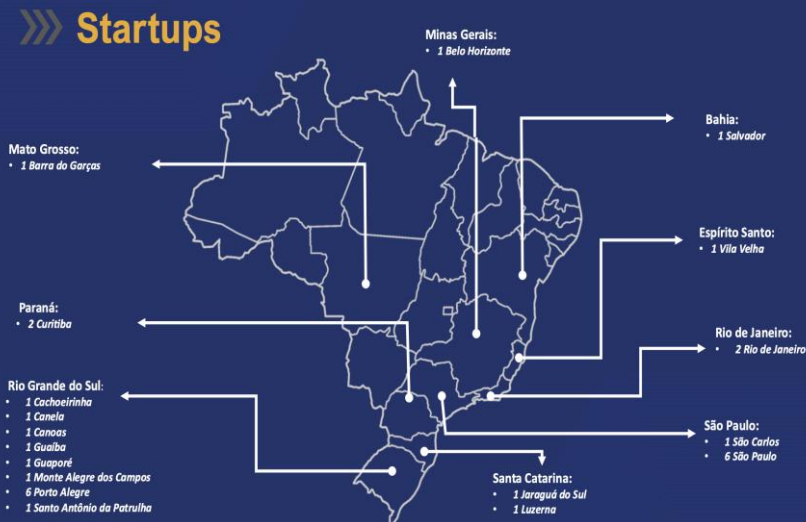 Startups
Minas Gerais:
• 1 Belo Horizonte
Bahia:
• 1 Salvador
Mato Grosso:
• 1 Barra do Garças
Espírito Santo:
• 1 Vila Velha
Paraná:
• 2 Curitiba
Rio de Janeiro:
• 2 Rio de Janeiro
Rio Grande do Sul:
• 1 Cachoeirinha
• 1 Canela
• 1 Canoas
• 1 Guaíba
• 1 Guaporé
• 1 Monte Alegre dos Campos
• 6 Porto Alegre
• 1 Santo Antônio da Patrulha
São Paulo:
• 1 São Carlos
• 6 São Paulo
Santa Catarina:
• 1 Jaraguá do Sul
• 1 Luzerna